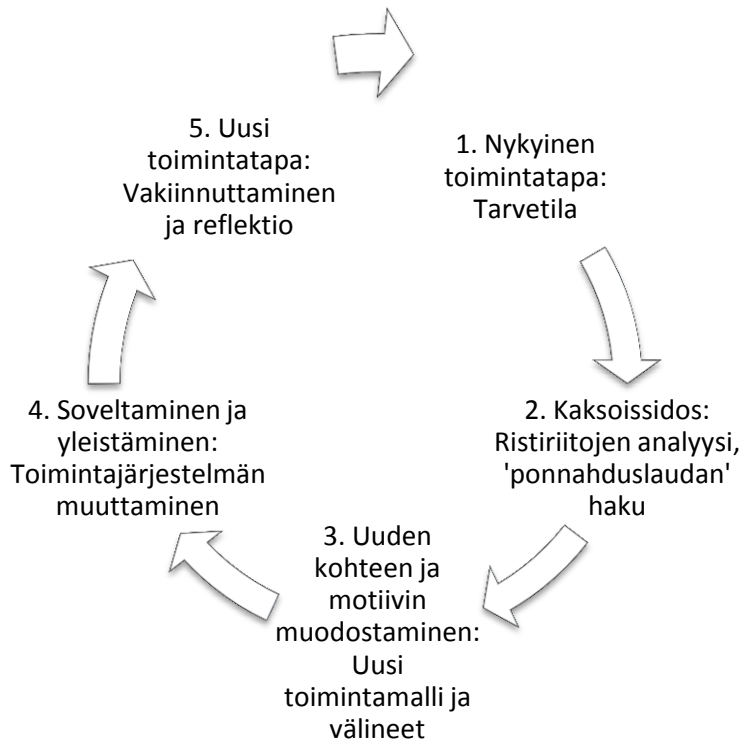 1. Nykyinen
toimintatapa:
Tarvetila
2. Kaksoissidos:
Ristiriitojen analyysi,
'ponnahduslaudan'
haku
3. Uuden
kohteen ja
motiivin
muodostaminen:
Uusi
toimintamalli ja
välineet
4. Soveltaminen ja
yleistäminen:
Toimintajärjestelmän
muuttaminen
5. Uusi
toimintatapa:
Vakiinnuttaminen
ja reflektio